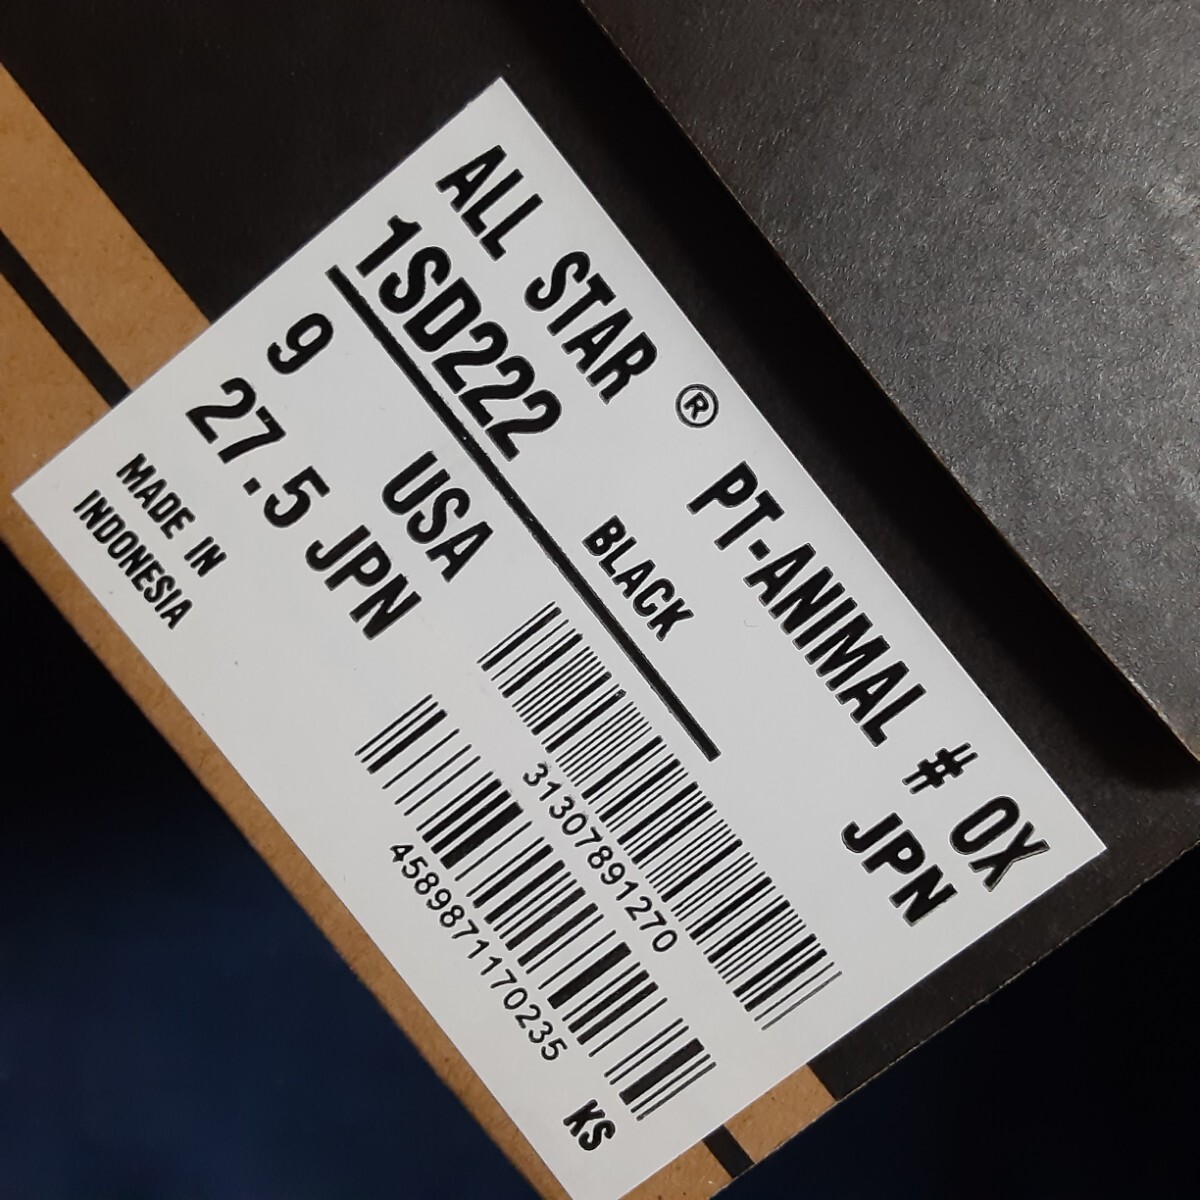 ALL STAR ® PT-ANIMAL # OX
JPN
1SD222 BLACK
9 USA
27.5 JPN
31307891270
4589871170235
MADE IN
INDONESIA
KS